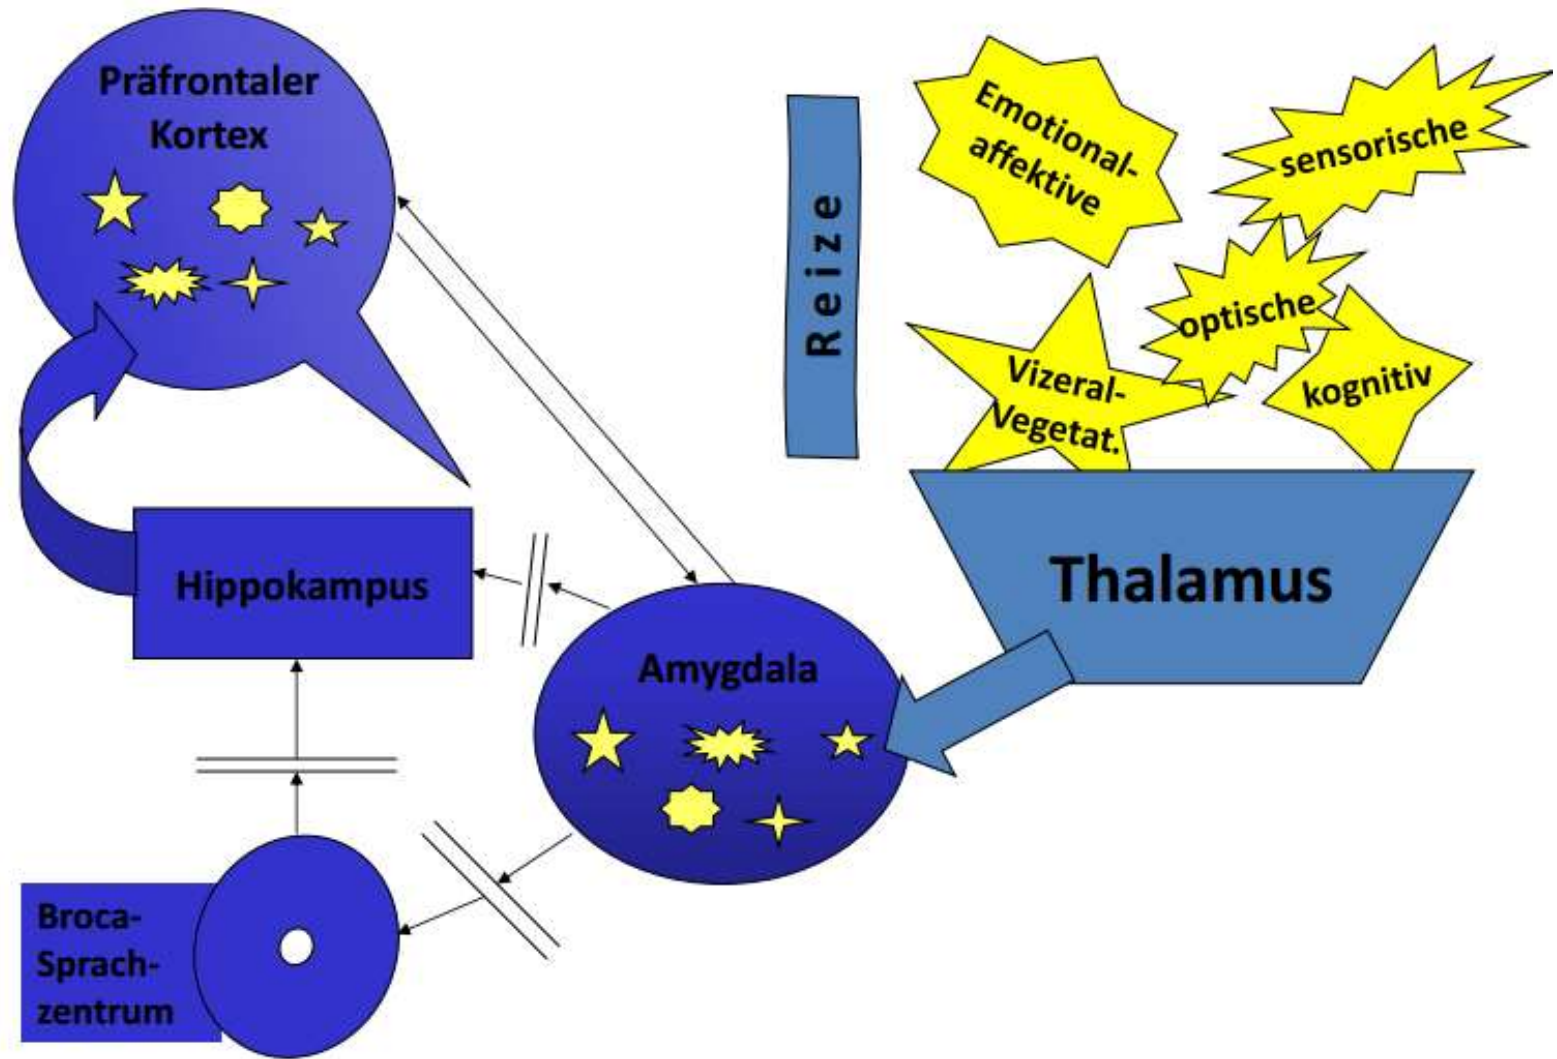 Präfrontaler
Kortex
Reize
Emotional-
affektive
sensorische
optische
Vizeral-
Vegetat.
kognitiv
Thalamus
Hippokampus
Amygdala
Broca-
Sprach-
zentrum